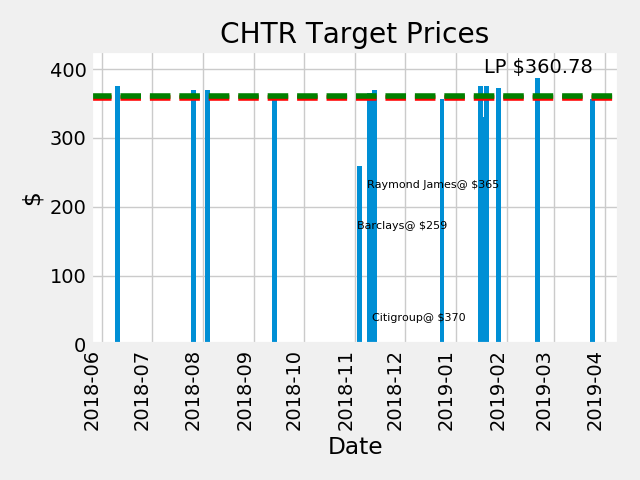 CHTR Target Prices
LP $360.78
400
300
200
100
0
$
Raymond James@ $365
Barclays@ $259
Citigroup@ $370
2018-06
2018-07
2018-08
2018-09
2018-10
2018-11
2018-12
2019-01
2019-02
2019-03
2019-04
Date